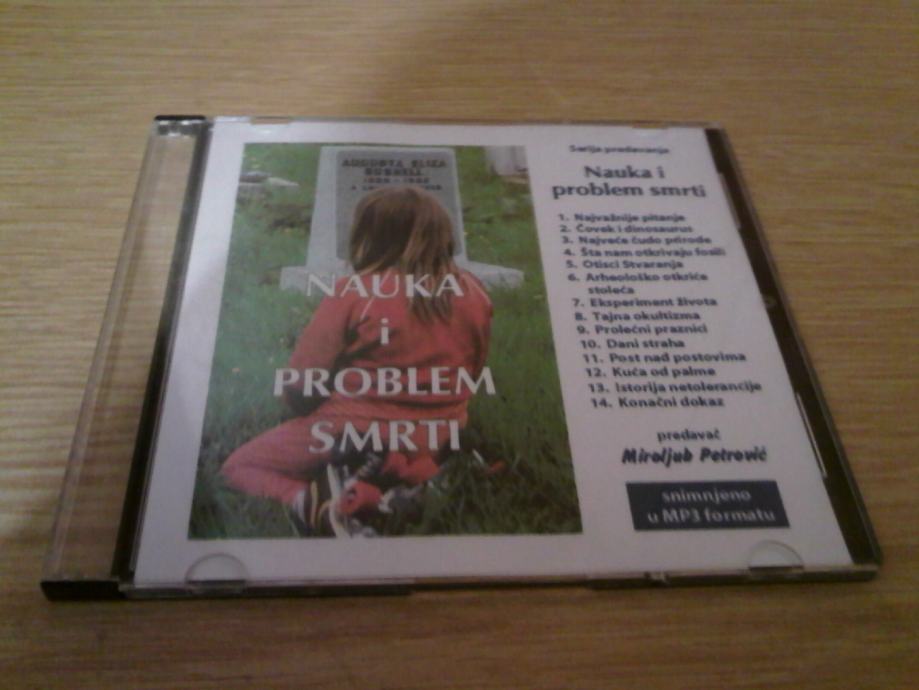 AUGUSTA ELIZA
RUSSELL
NAUKA
i
PROBLEM
SMRTI
Serija predavanja
Nauka i
problem smrti
1. Najvažnije pitanje
2. Čovek i dinosaurus
3. Najveće čudo prirode
4. Šta nam otkrivaju fosili
5. Otisci Stvaranja
6. Arheološko otkriće
stoleća
7. Eksperiment života
8. Tajna okultizma
9. Prolećni praznici
10. Dani straha
11. Post nad postovima
12. Kuća od palme
13. Istorija netolerancije
14. Konačni dokaz
predavač
Miroljub Petrović
snimnjeno
u MP3 formatu